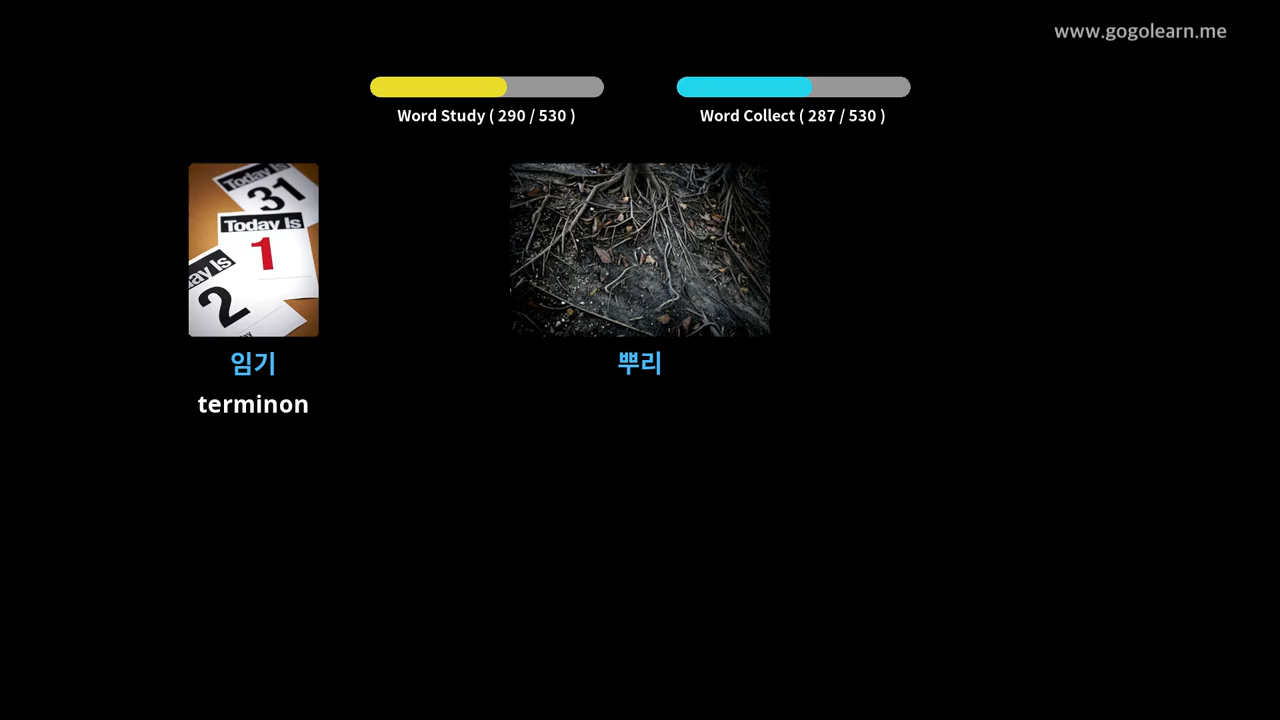 www.gogolearn.me
Word Study ( 290 / 530 )
Word Collect ( 287 / 530 )
Today Is
31
Today Is
1
ay Is
2
임기
뿌리
terminon